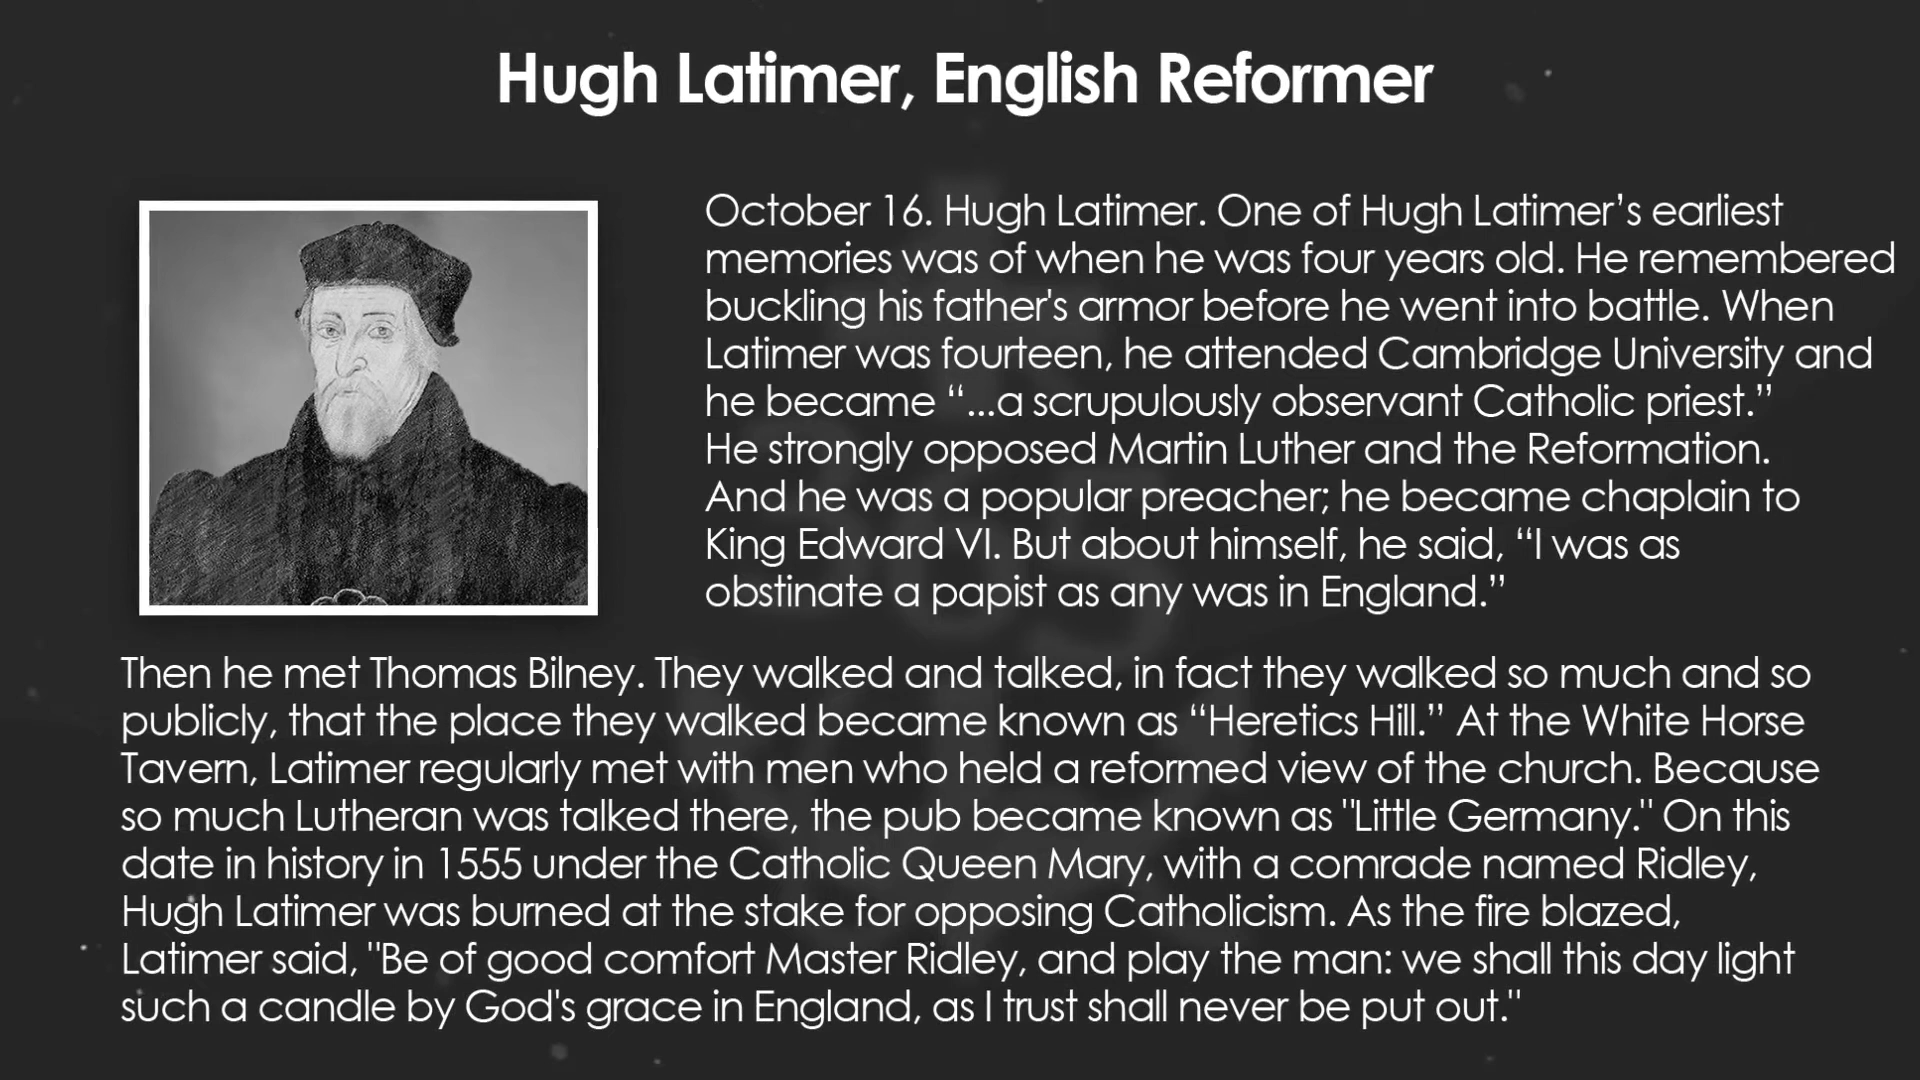 Hugh Latimer, English Reformer
October 16. Hugh Latimer. One of Hugh Latimer’s earliest
memories was of when he was four years old. He remembered
buckling his father's armor before he went into battle. When
Latimer was fourteen, he attended Cambridge University and
he became “...a scrupulously observant Catholic priest.”
He strongly opposed Martin Luther and the Reformation.
And he was a popular preacher; he became chaplain to
King Edward VI. But about himself, he said, “I was as
obstinate a papist as any was in England.”
Then he met Thomas Bilney. They walked and talked, in fact they walked so much and so
publicly, that the place they walked became known as “Heretics Hill.” At the White Horse
Tavern, Latimer regularly met with men who held a reformed view of the church. Because
so much Lutheran was talked there, the pub became known as "Little Germany." On this
date in history in 1555 under the Catholic Queen Mary, with a comrade named Ridley,
Hugh Latimer was burned at the stake for opposing Catholicism. As the fire blazed,
Latimer said, "Be of good comfort Master Ridley, and play the man: we shall this day light
such a candle by God's grace in England, as I trust shall never be put out."